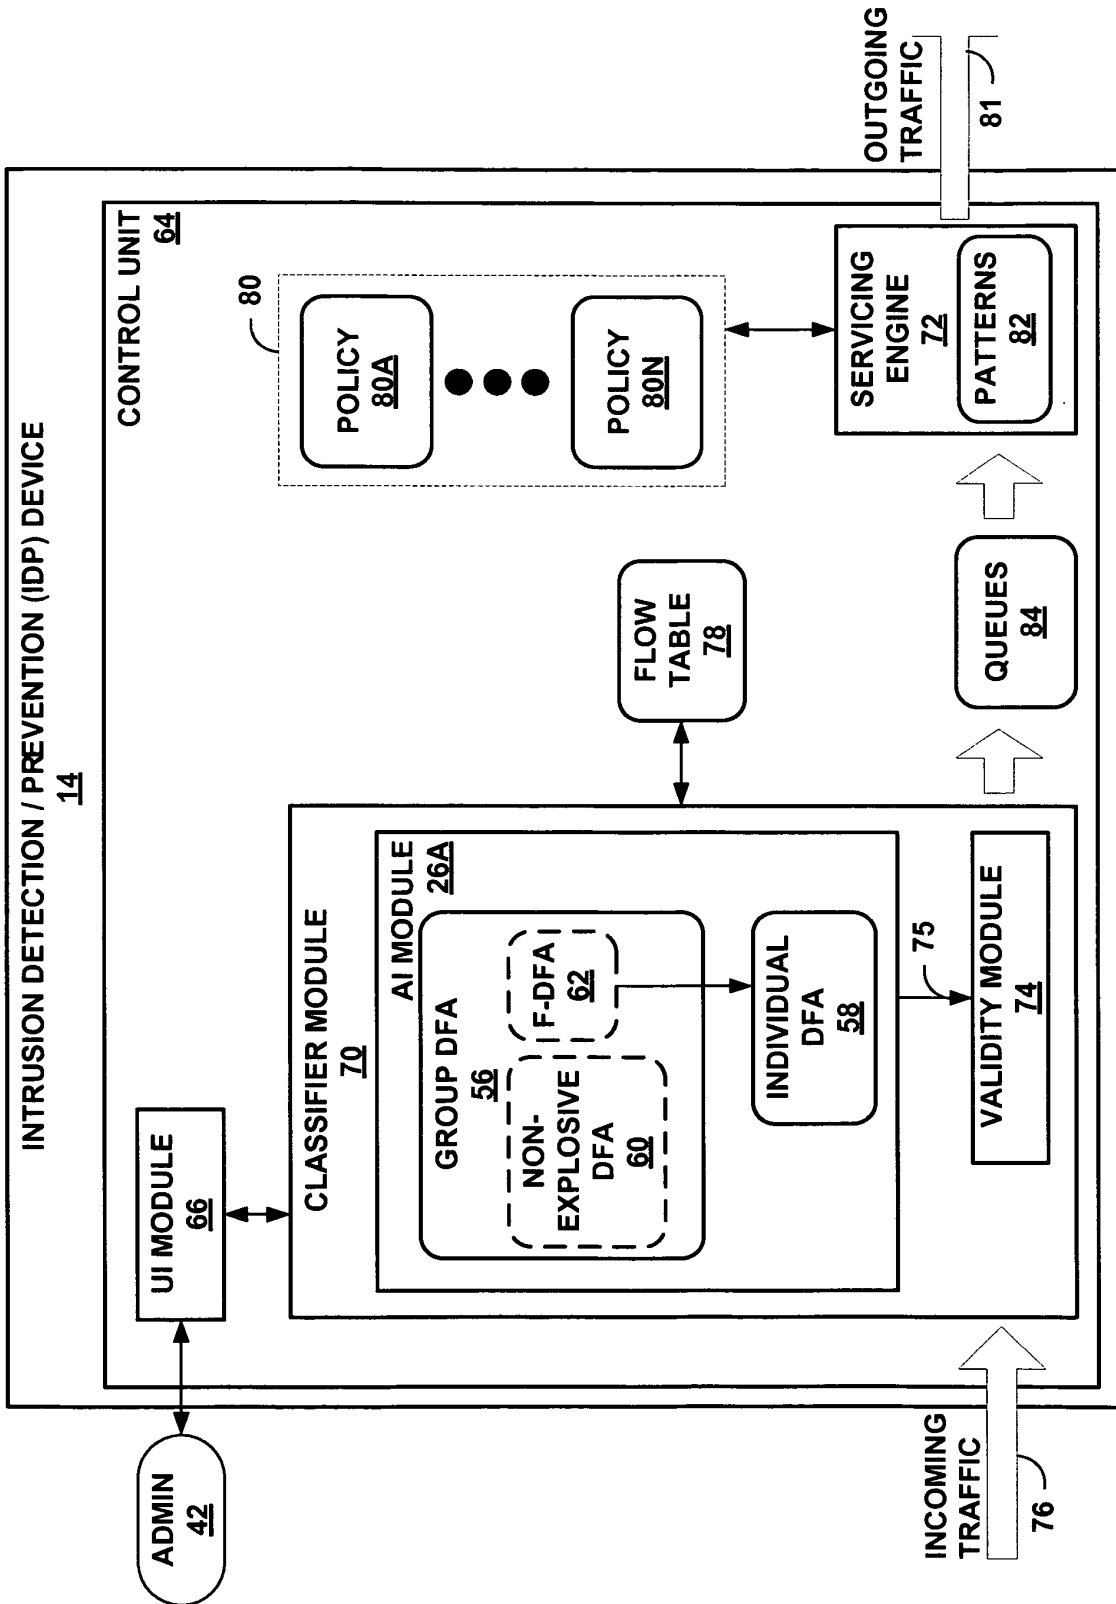 INTRUSION DETECTION / PREVENTION (IDP) DEVICE
14
CONTROL UNIT
64
ADMIN
42
UI MODULE
66
CLASSIFIER MODULE
70
AI MODULE
26A
GROUP DFA
56
NON-
EXPLOSIVE
DFA
60
F-DFA
62
INDIVIDUAL
DFA
58
75
VALIDITY MODULE
74
FLOW
TABLE
78
80
POLICY
80A
POLICY
80N
QUEUES
84
SERVICING
ENGINE
72
PATTERNS
82
INCOMING
TRAFFIC
76
OUTGOING
TRAFFIC
81